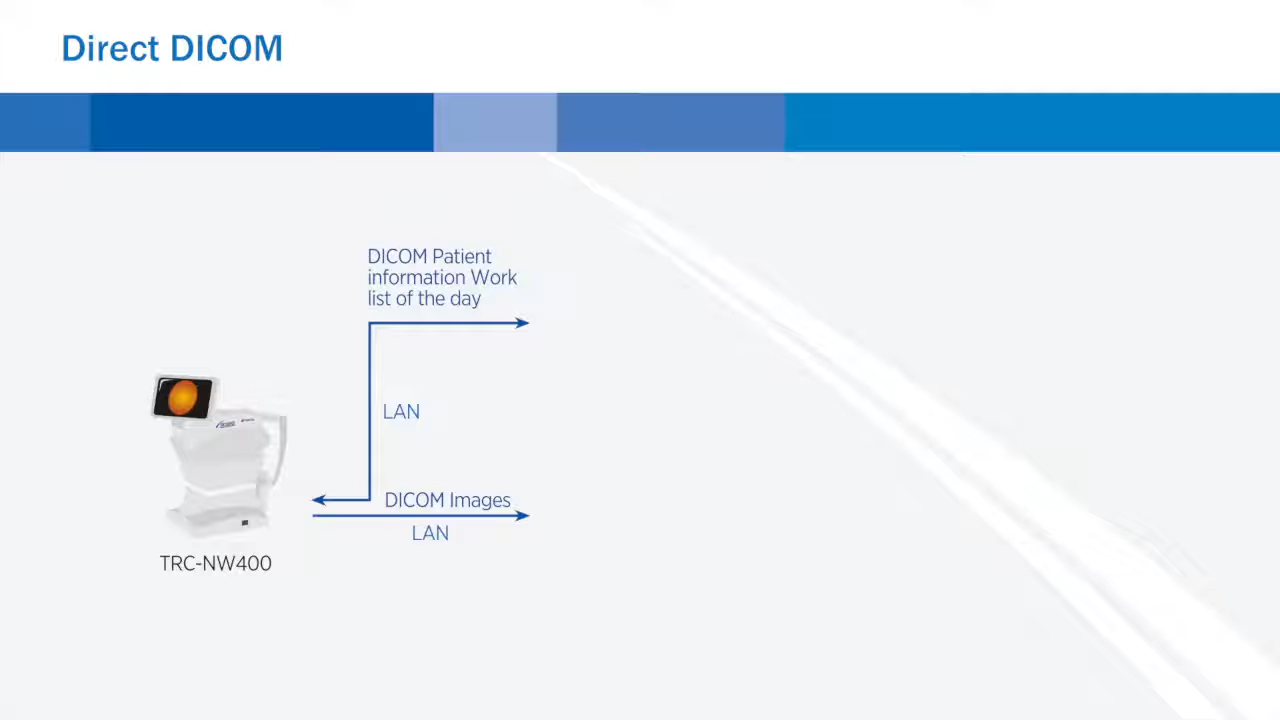 Direct DICOM
DICOM Patient
information Work
list of the day
LAN
DICOM Images
LAN
TRC-NW400